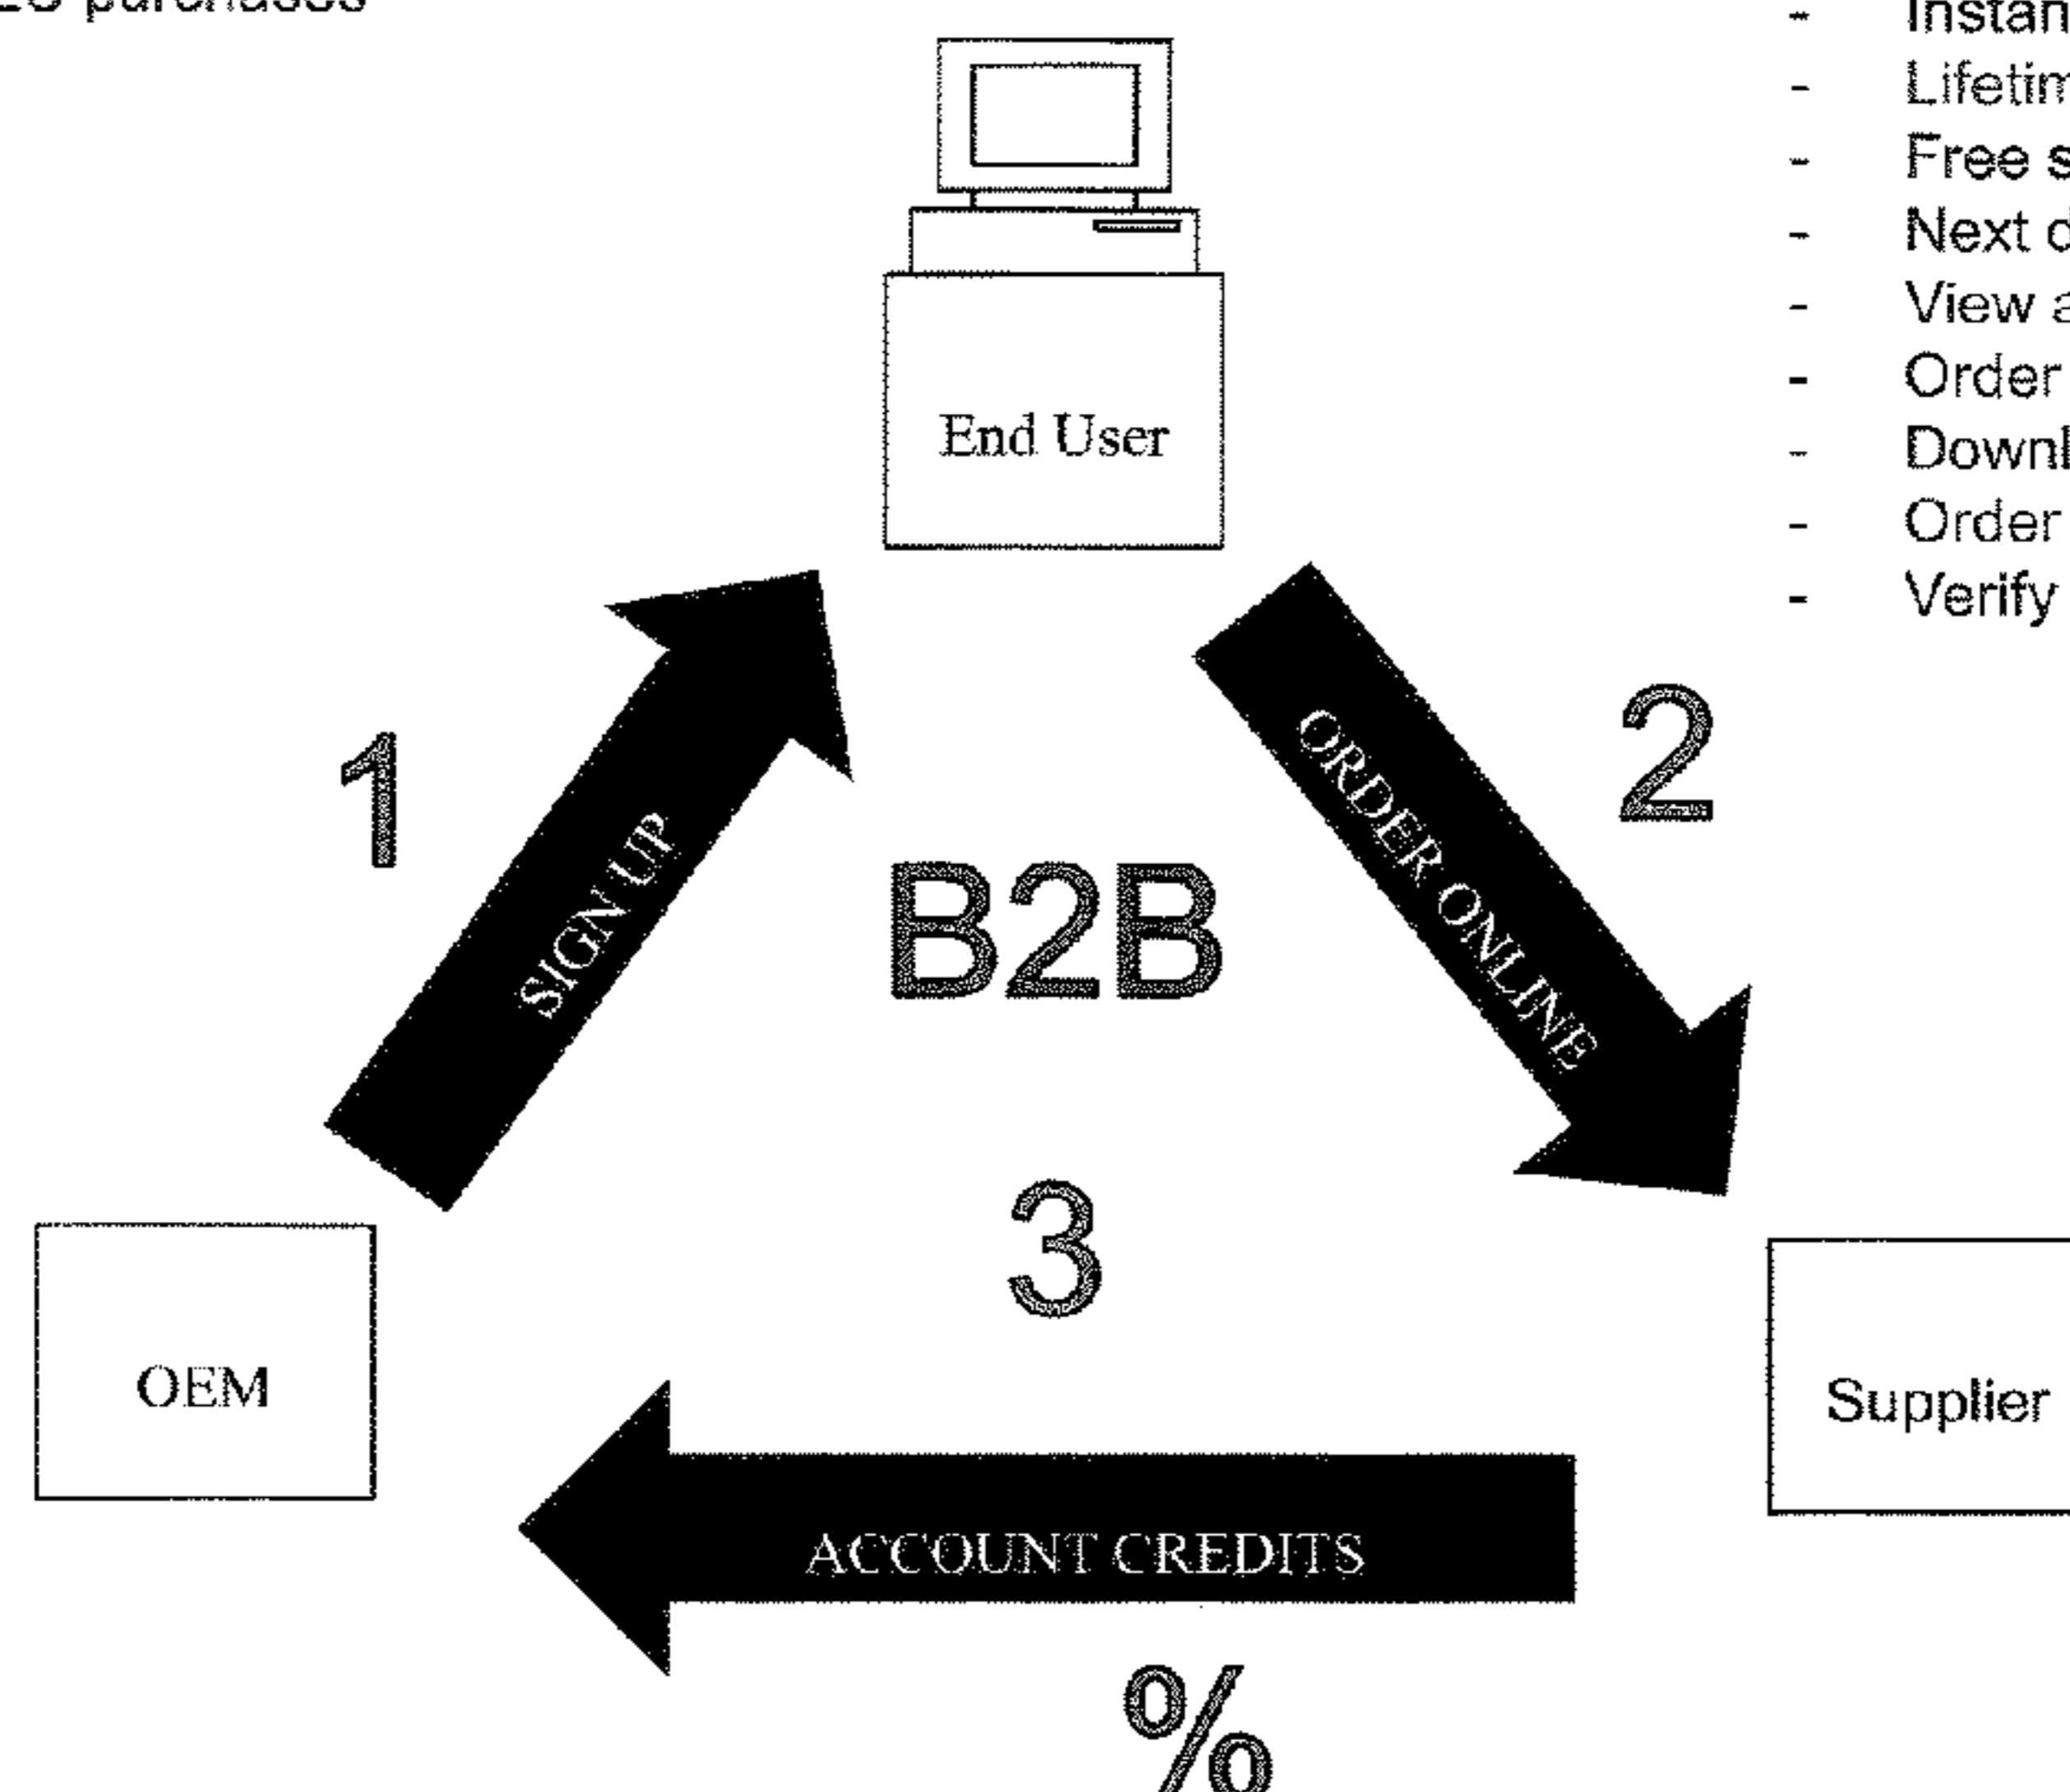 purchases
Lifetim
Free s
Next d
View a
Order
Downl
Order
Verify
End User
1
2
SIGN UP
ORDER ONLINE
B2B
3
OEM
Supplier
ACCOUNT CREDITS
%